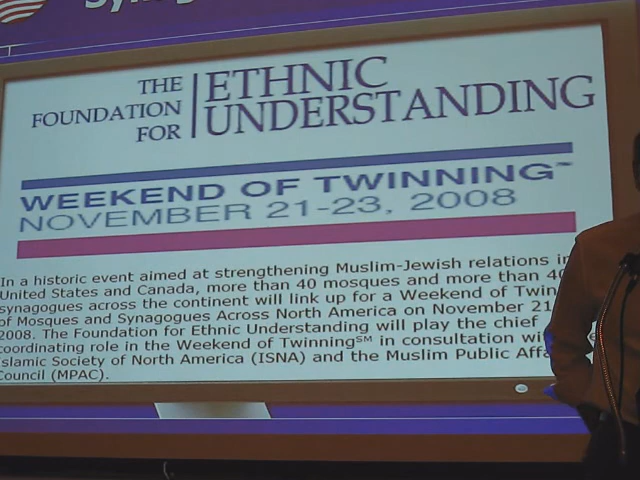 THE
FOUNDATION
FOR
ETHNIC
UNDERSTANDING
WEEKEND OF TWINNING™
NOVEMBER 21-23, 2008
In a historic event aimed at strengthening Muslim-Jewish relations in
United States and Canada, more than 40 mosques and more than 40
synagogues across the continent will link up for a Weekend of Twin
of Mosques and Synagogues Across North America on November 21
2008. The Foundation for Ethnic Understanding will play the chief
coordinating role in the Weekend of Twinning℠ in consultation wi
Islamic Society of North America (ISNA) and the Muslim Public Affa
Council (MPAC).